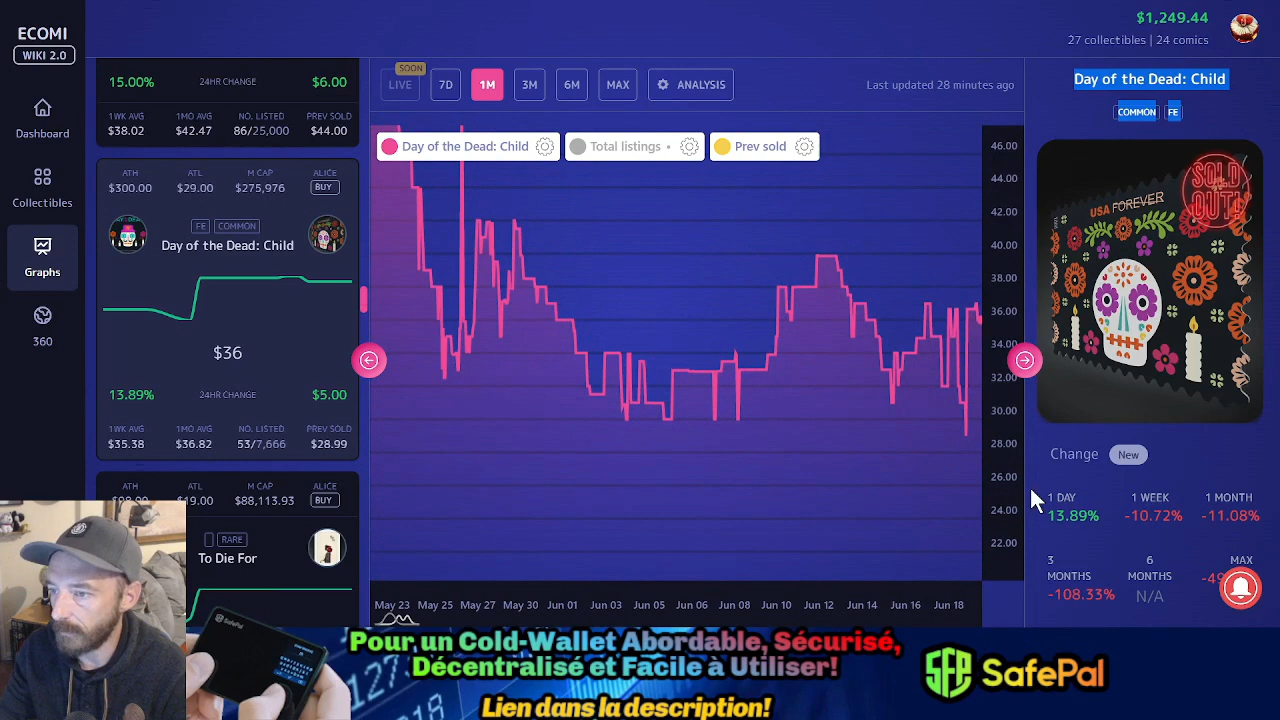 ECOMI
WIKI 2.0
Dashboard
Collectibles
Graphs
360
$1,249.44
27 collectibles | 24 comics
15.00% 24HR CHANGE $6.00
1WK AVG 1MO AVG NO. LISTED PREV SOLD
$38.02 $42.47 86/25,000 $44.00
ATH ATL M CAP ALICE
$300.00 $29.00 $275,976 BUY
FE COMMON
Day of the Dead: Child
$36
13.89% 24HR CHANGE $5.00
1WK AVG 1MO AVG NO. LISTED PREV SOLD
$35.38 $36.82 53/7,666 $28.99
ATH ATL M CAP ALICE
$19.00 $88,113.93 BUY
RARE
To Die For
SOON
LIVE 7D 1M 3M 6M MAX ANALYSIS
Last updated 28 minutes ago
Day of the Dead: Child Total listings • Prev sold
46.00
44.00
42.00
40.00
38.00
36.00
34.00
32.00
30.00
28.00
26.00
24.00
22.00
May 23 May 25 May 27 May 30 Jun 01 Jun 03 Jun 05 Jun 06 Jun 08 Jun 10 Jun 12 Jun 14 Jun 16 Jun 18
Day of the Dead: Child
COMMON FE
SOLD
OUT!
USA FOREVER
Change New
1 DAY 1 WEEK 1 MONTH
13.89% -10.72% -11.08%
3 MONTHS 6 MONTHS MAX
-108.33% N/A
SafePal
Pour un Cold-Wallet Abordable, Sécurisé,
Décentralisé et Facile à Utiliser!
Lien dans la description!
SFP SafePal